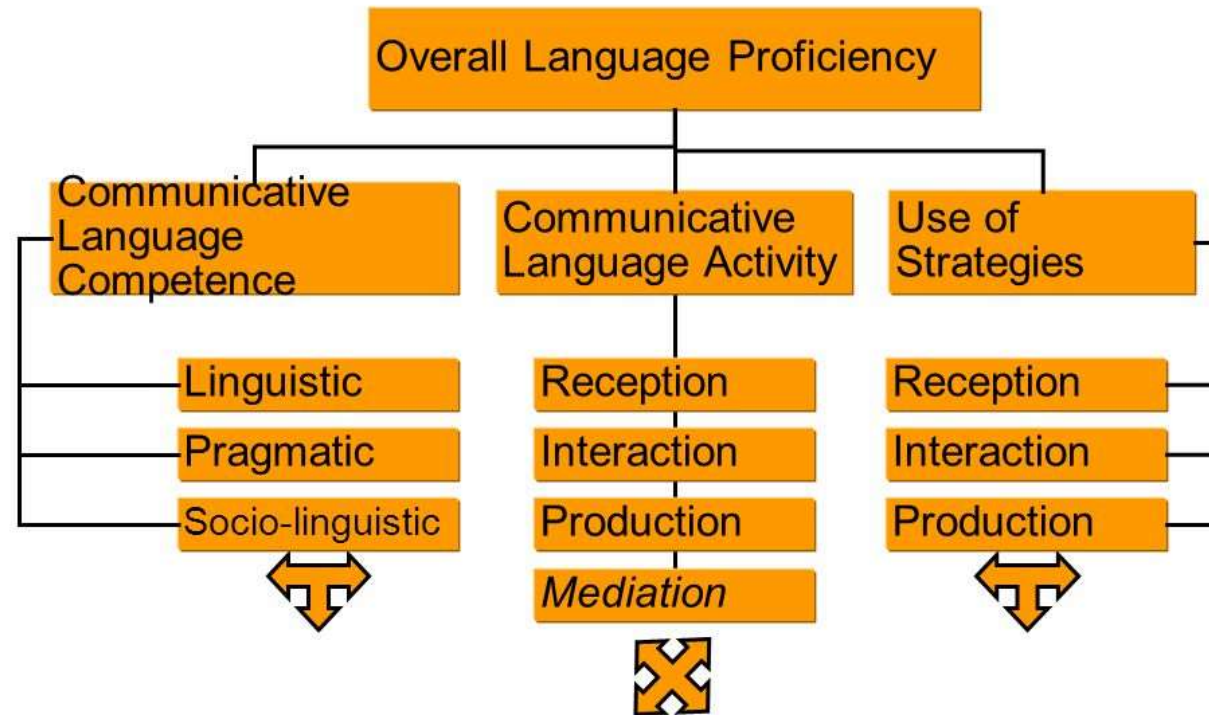 Overall Language Proficiency
Communicative
Language
Competence
Communicative
Language Activity
Use of
Strategies
Linguistic
Pragmatic
Socio-linguistic
Reception
Interaction
Production
Mediation
Reception
Interaction
Production